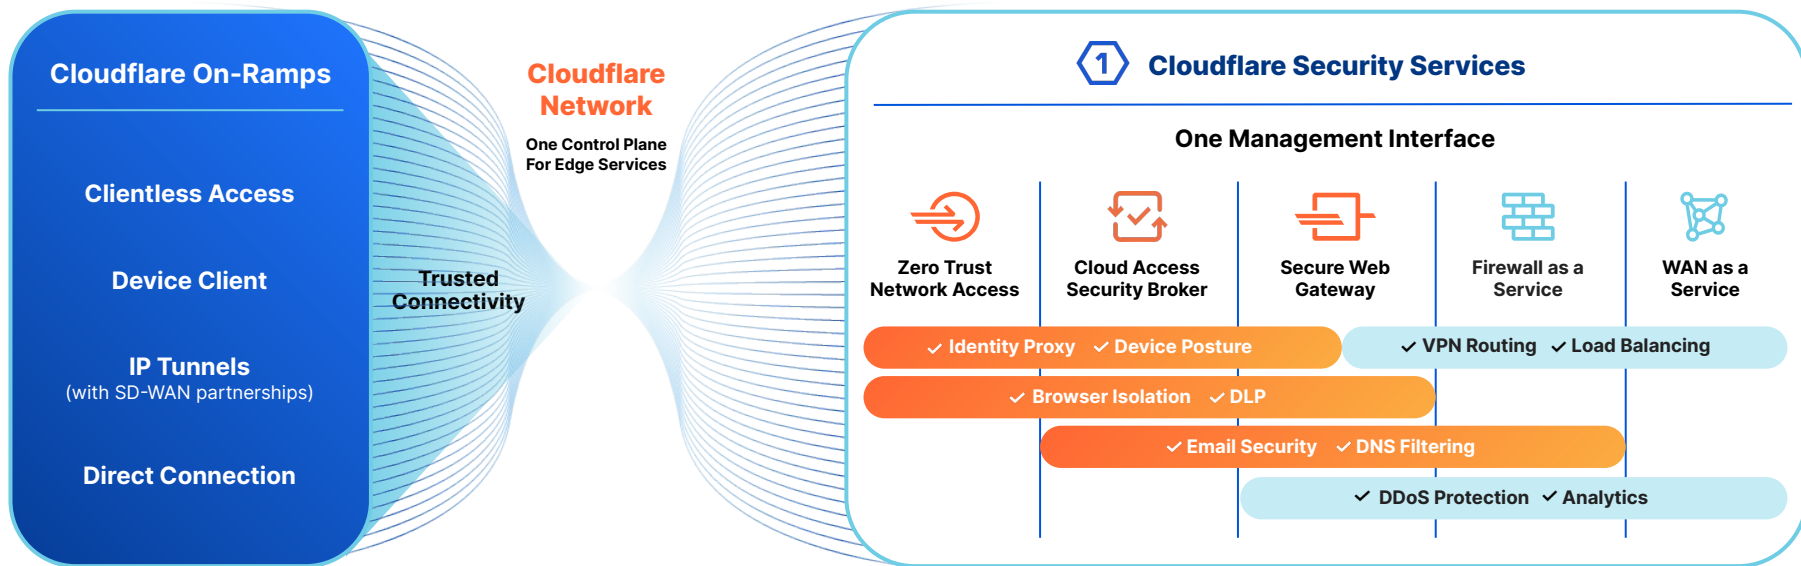 Cloudflare On-Ramps
Clientless Access
Device Client
IP Tunnels
(with SD-WAN partnerships)
Direct Connection
Trusted
Connectivity
Cloudflare
Network
One Control Plane
For Edge Services
1
Cloudflare Security Services
One Management Interface
Zero Trust
Network Access
Cloud Access
Security Broker
Secure Web
Gateway
Firewall as a
Service
WAN as a
Service
Identity Proxy
Device Posture
VPN Routing
Load Balancing
Browser Isolation
DLP
Email Security
DNS Filtering
DDoS Protection
Analytics